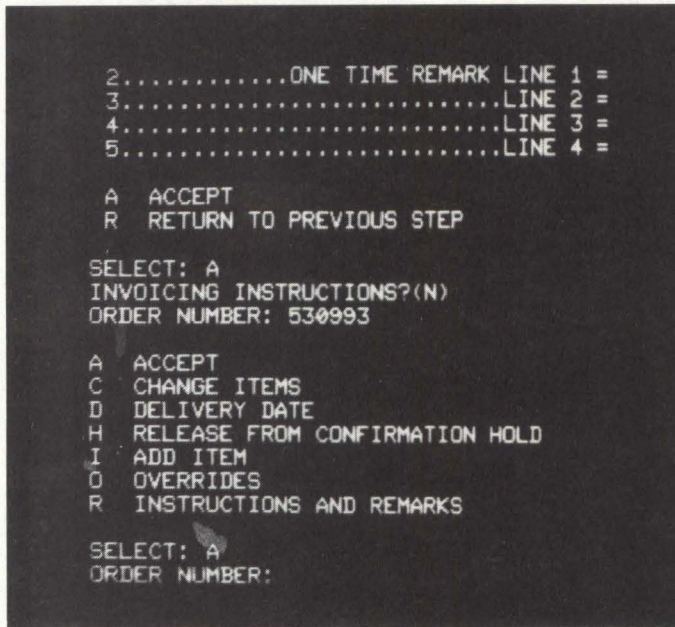 2.............ONE TIME REMARK LINE 1 =
3.............................LINE 2 =
4.............................LINE 3 =
5.............................LINE 4 =
A ACCEPT
R RETURN TO PREVIOUS STEP
SELECT: A
INVOICING INSTRUCTIONS?(N)
ORDER NUMBER: 530993
A ACCEPT
C CHANGE ITEMS
D DELIVERY DATE
H RELEASE FROM CONFIRMATION HOLD
I ADD ITEM
O OVERRIDES
R INSTRUCTIONS AND REMARKS
SELECT: A
ORDER NUMBER: